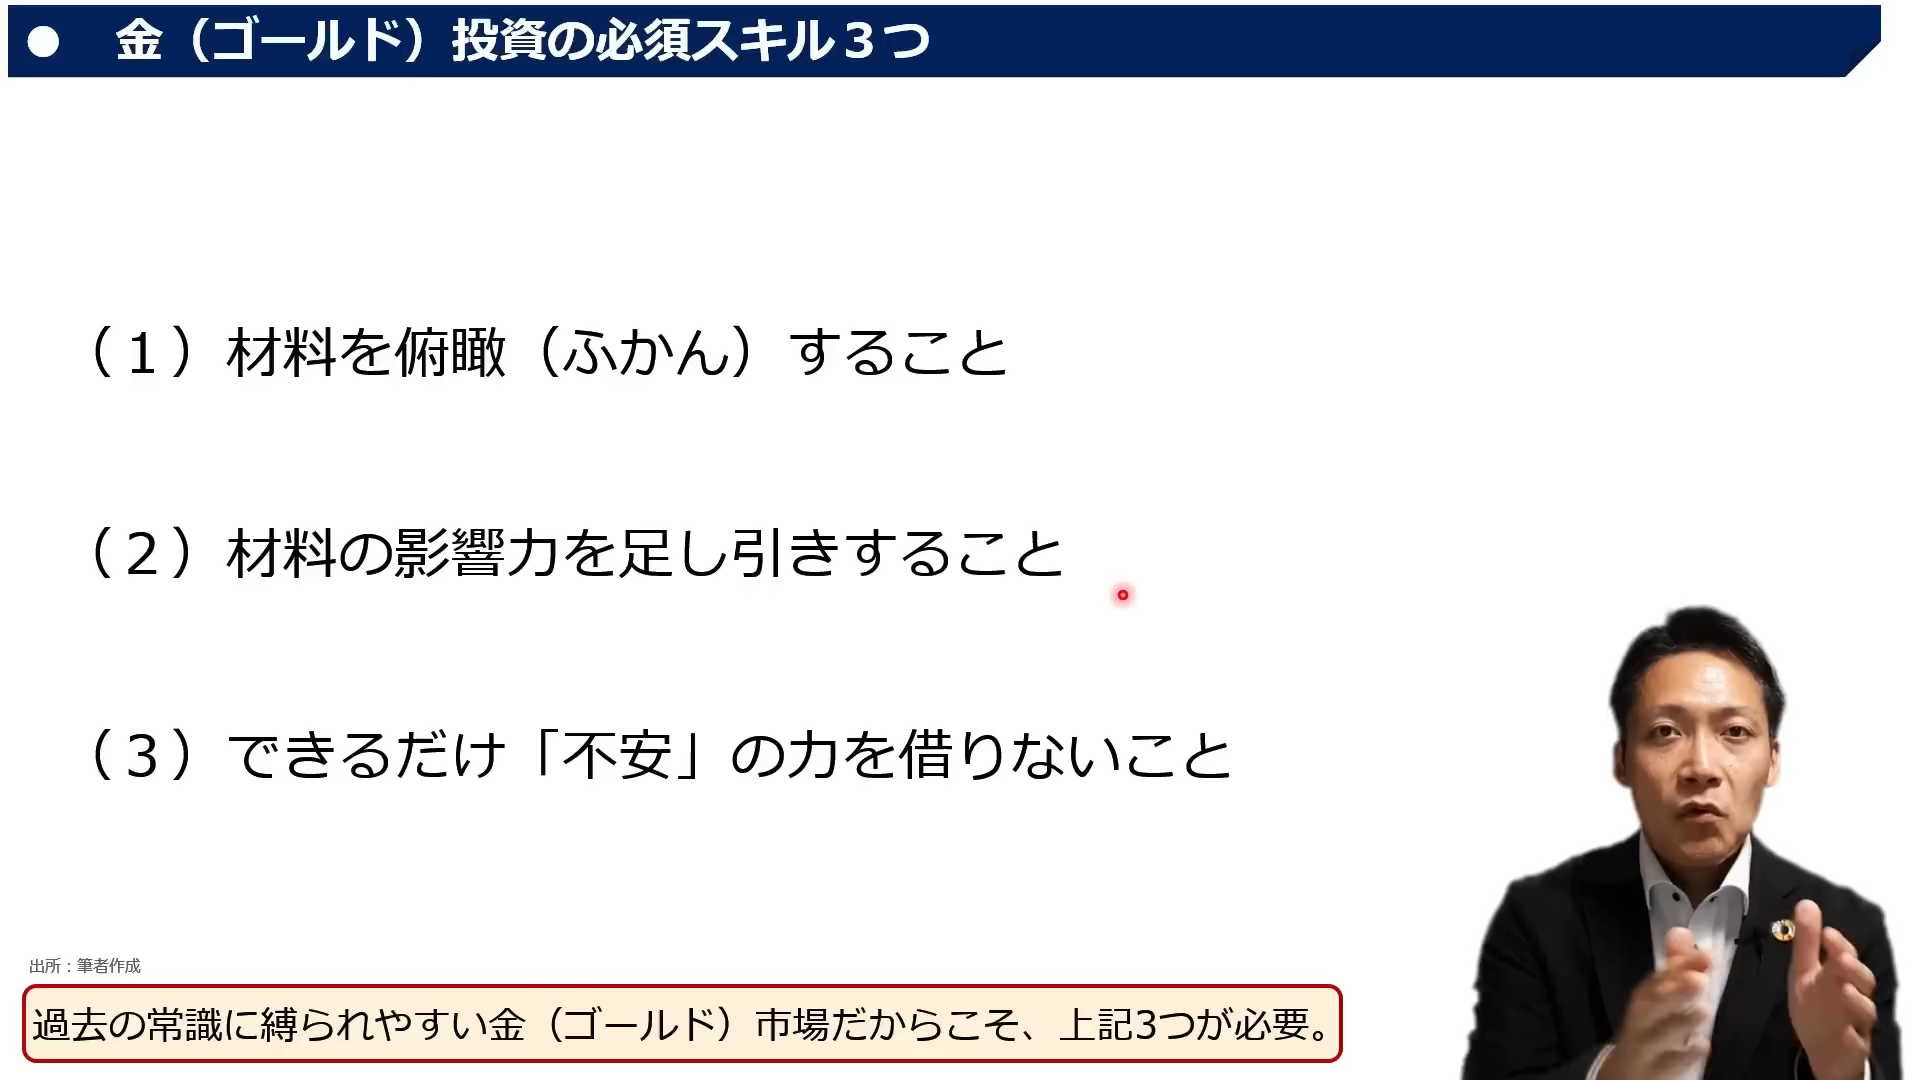 ● 金（ゴールド）投資の必須スキル３つ
（１）材料を俯瞰（ふかん）すること
（２）材料の影響力を足し引きすること
（３）できるだけ「不安」の力を借りないこと
出所：筆者作成
過去の常識に縛られやすい金（ゴールド）市場だからこそ、上記3つが必要。